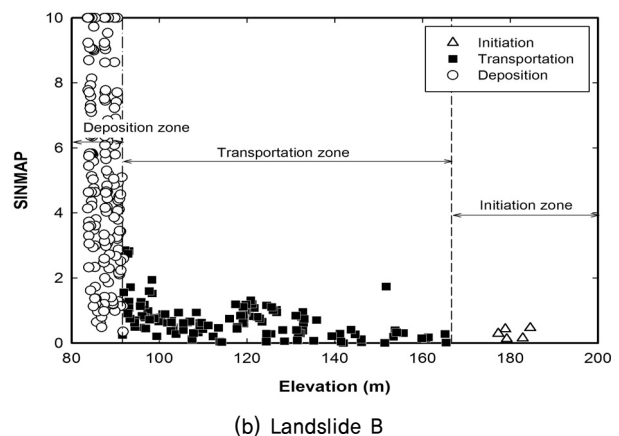 10
8
6
4
2
0
SINMAP
Initiation
Transportation
Deposition
Deposition zone
Transportation zone
Initiation zone
80 100 120 140 160 180 200
Elevation (m)
(b) Landslide B